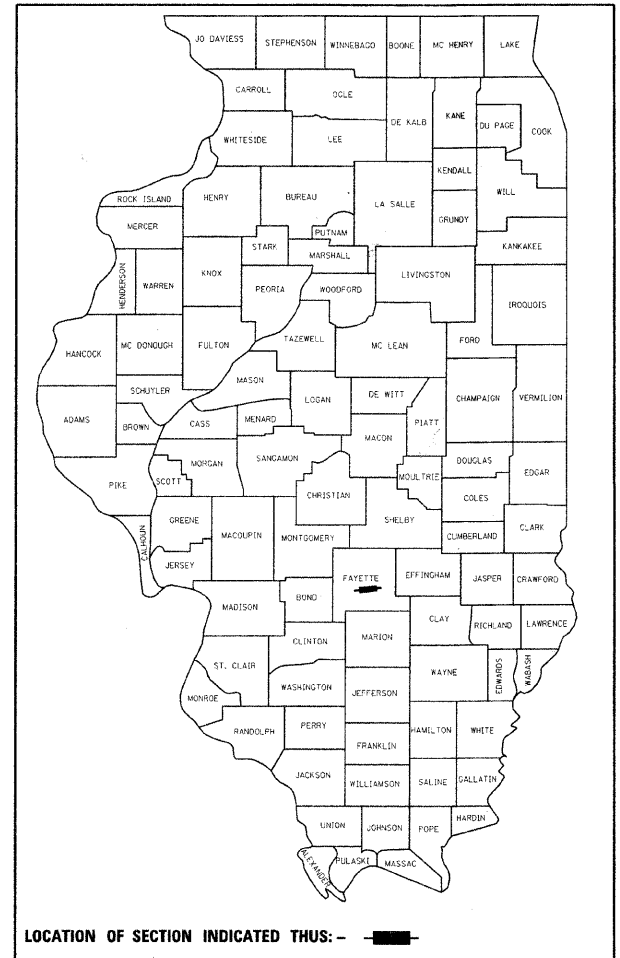 JO DAVIESS STEPHENSON WINNEBAGO BOONE MC HENRY LAKE
CARROLL OGLE
DE KALB KANE DU PAGE COOK
WHITESIDE LEE
KENDALL WILL
ROCK ISLAND HENRY BUREAU LA SALLE GRUNDY
MERCER PUTNAM
STARK MARSHALL KANKAKEE
HENDERSON WARREN KNOX PEORIA WOODFORD LIVINGSTON
IROQUOIS
HANCOCK MC DONOUGH FULTON TAZEWELL MC LEAN FORD
MASON
SCHUYLER LOGAN DE WITT CHAMPAIGN VERMILION
ADAMS BROWN CASS MENARD MACON PIATT
MORGAN SANGAMON DOUGLAS EDGAR
PIKE SCOTT CHRISTIAN MOULTRIE COLES
GREENE MACOUPIN MONTGOMERY SHELBY CLARK
CALHOUN CUMBERLAND
JERSEY FAYETTE EFFINGHAM JASPER CRAWFORD
MADISON BOND
CLAY RICHLAND LAWRENCE
CLINTON MARION
ST. CLAIR WAYNE EDWARDS WABASH
MONROE WASHINGTON JEFFERSON
RANDOLPH PERRY HAMILTON WHITE
FRANKLIN
JACKSON WILLIAMSON SALINE GALLATIN
UNION JOHNSON POPE HARDIN
ALEXANDER PULASKI MASSAC
LOCATION OF SECTION INDICATED THUS: –